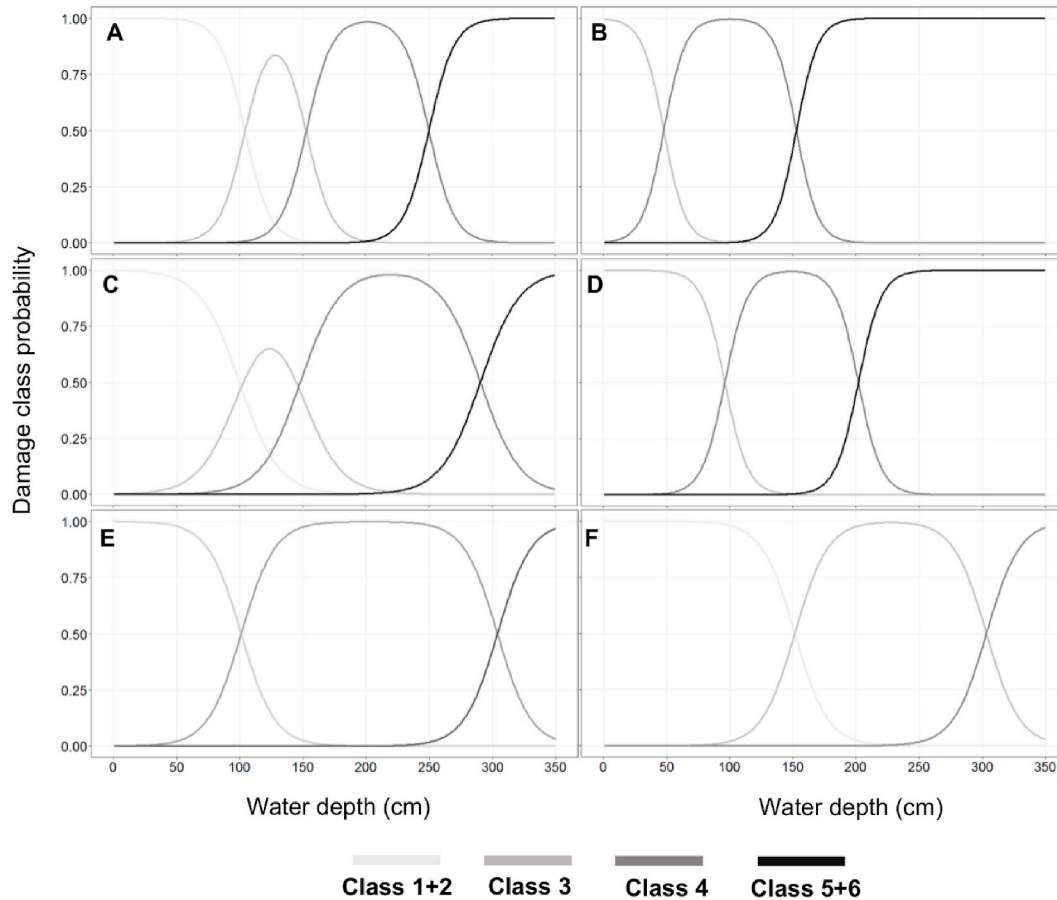 A
B
1.00
0.75
0.50
0.25
0.00
C
D
1.00
0.75
0.50
0.25
0.00
E
F
1.00
0.75
0.50
0.25
0.00
Damage class probability
0 50 100 150 200 250 300 350
0 50 100 150 200 250 300 350
Water depth (cm)
Water depth (cm)
Class 1+2
Class 3
Class 4
Class 5+6